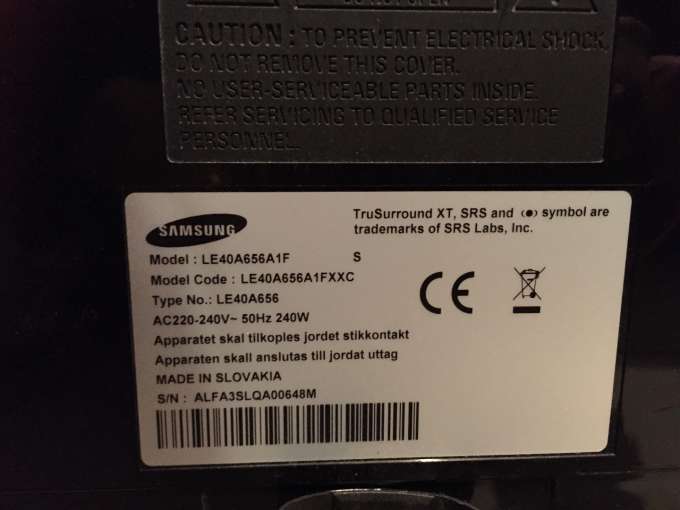 CAUTION : TO PREVENT ELECTRICAL SHOCK,
DO NOT REMOVE THIS COVER.
NO USER-SERVICEABLE PARTS INSIDE.
REFER SERVICING TO QUALIFIED SERVICE
PERSONNEL.
SAMSUNG
TruSurround XT, SRS and (●) symbol are
trademarks of SRS Labs, Inc.
Model : LE40A656A1F S
Model Code : LE40A656A1FXXC
Type No.: LE40A656
AC220-240V~ 50Hz 240W
Apparatet skal tilkoples jordet stikkontakt
Apparaten skall anslutas till jordat uttag
MADE IN SLOVAKIA
S/N : ALFA3SLQA00648M
CE